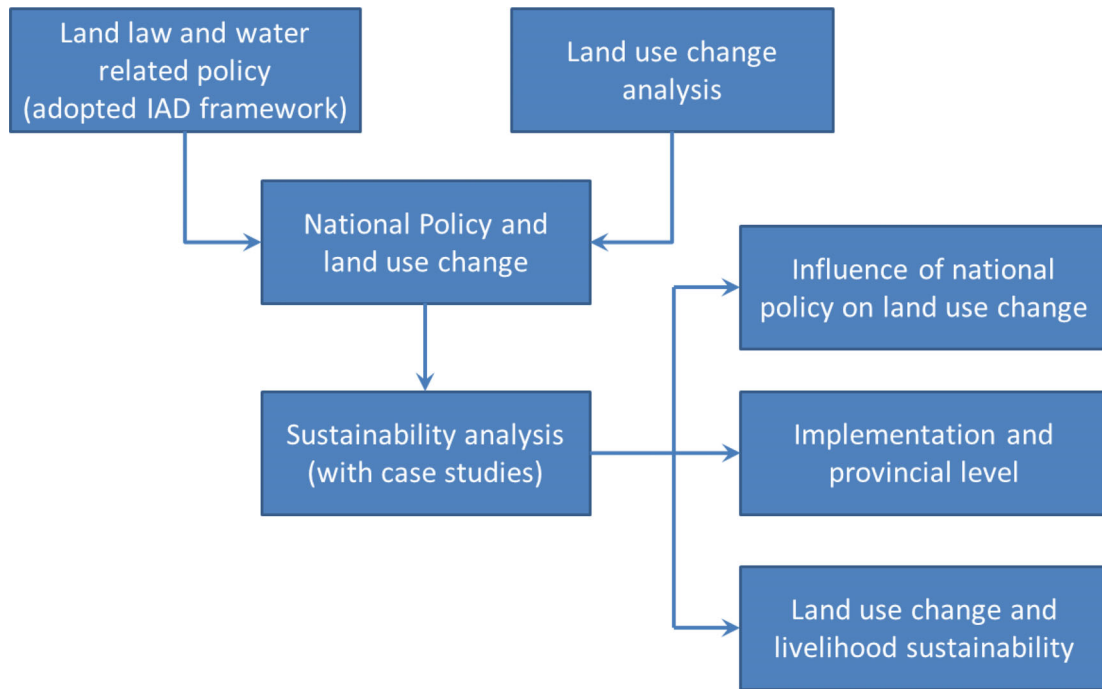 Land law and water
related policy
(adopted IAD framework)
Land use change
analysis
National Policy and
land use change
Influence of national
policy on land use change
Sustainability analysis
(with case studies)
Implementation and
provincial level
Land use change and
livelihood sustainability